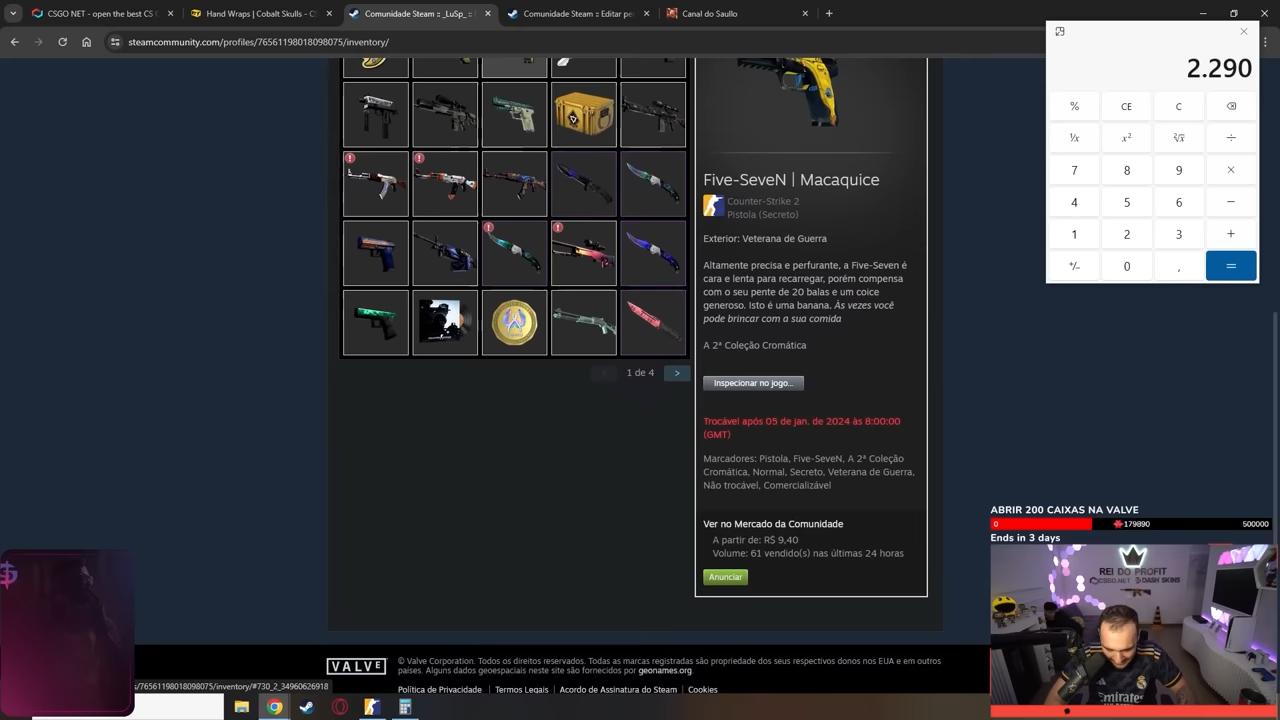 CSGO NET - open the best CS G
Hand Wraps | Cobalt Skulls - CS
Comunidade Steam :: _LuSp_ ::
Comunidade Steam :: Editar per
Canal do Saullo
steamcommunity.com/profiles/76561198018098075/inventory/
2.290
% CE C
¹/x x² ²√x ÷
7 8 9 ×
4 5 6 −
1 2 3 +
⁺/₋ 0 , =
Five-SeveN | Macaquice
Counter-Strike 2
Pistola (Secreto)
Exterior: Veterana de Guerra
Altamente precisa e perfurante, a Five-Seven é
cara e lenta para recarregar, porém compensa
com o seu pente de 20 balas e um coice
generoso. Isto é uma banana. Às vezes você
pode brincar com a sua comida
A 2ª Coleção Cromática
1 de 4 >
Inspecionar no jogo...
Trocável após 05 de jan. de 2024 às 8:00:00
(GMT)
Marcadores: Pistola, Five-SeveN, A 2ª Coleção
Cromática, Normal, Secreto, Veterana de Guerra,
Não trocável, Comercializável
Ver no Mercado da Comunidade
A partir de: R$ 9,40
Volume: 61 vendido(s) nas últimas 24 horas
Anunciar
ABRIR 200 CAIXAS NA VALVE
0 179890 500000
Ends in 3 days
REI DO PROFIT
CSGO.NET DASH SKINS
Emirates
VALVE
© Valve Corporation. Todos os direitos reservados. Todas as marcas registradas são propriedade dos seus respectivos donos nos EUA e em outros
países. Alguns dados geoespaciais neste site são fornecidos por geonames.org.
Política de Privacidade | Termos Legais | Acordo de Assinatura do Steam | Cookies
s/76561198018098075/inventory/#730_2_34960626918